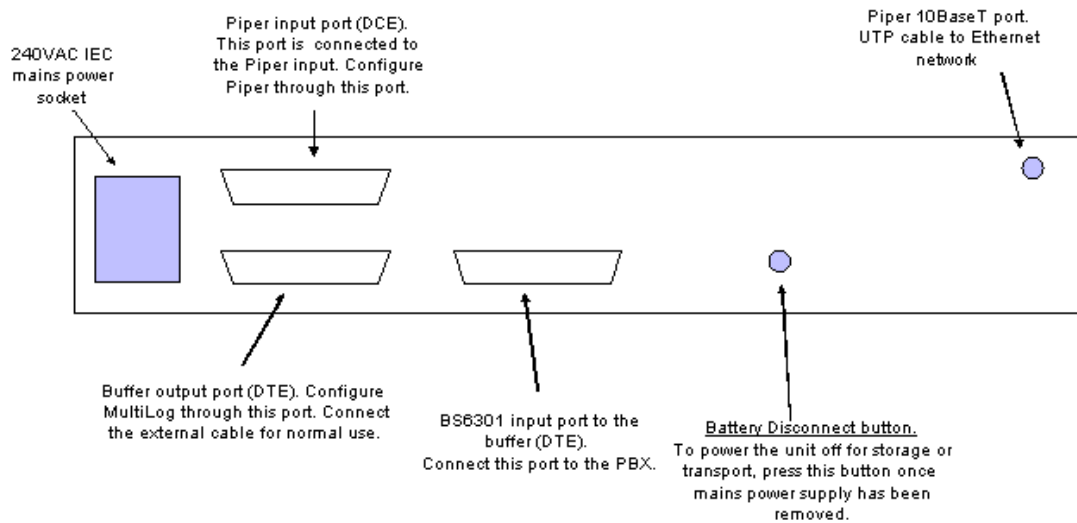 240VAC IEC
mains power
socket
Piper input port (DCE).
This port is connected to
the Piper input. Configure
Piper through this port.
Piper 10BaseT port.
UTP cable to Ethernet
network
Buffer output port (DTE). Configure
MultiLog through this port. Connect
the external cable for normal use.
BS6301 input port to the
buffer (DTE).
Connect this port to the PBX.
Battery Disconnect button.
To power the unit off for storage or
transport, press this button once
mains power supply has been
removed.